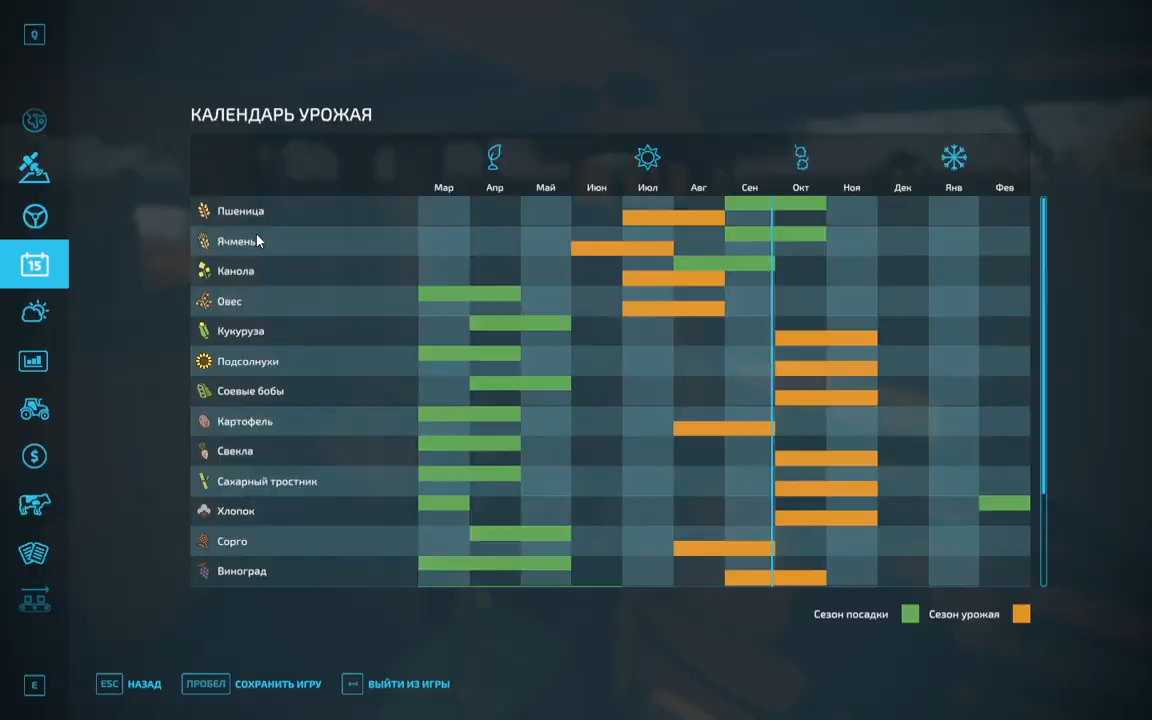 Q
КАЛЕНДАРЬ УРОЖАЯ
Мар Апр Май Июн Июл Авг Сен Окт Ноя Дек Янв Фев
Пшеница
Ячмень
15
Канола
Овес
Кукуруза
Подсолнухи
Соевые бобы
Картофель
Свекла
$
Сахарный тростник
Хлопок
Сорго
Виноград
Сезон посадки Сезон урожая
E ESC НАЗАД ПРОБЕЛ СОХРАНИТЬ ИГРУ ВЫЙТИ ИЗ ИГРЫ